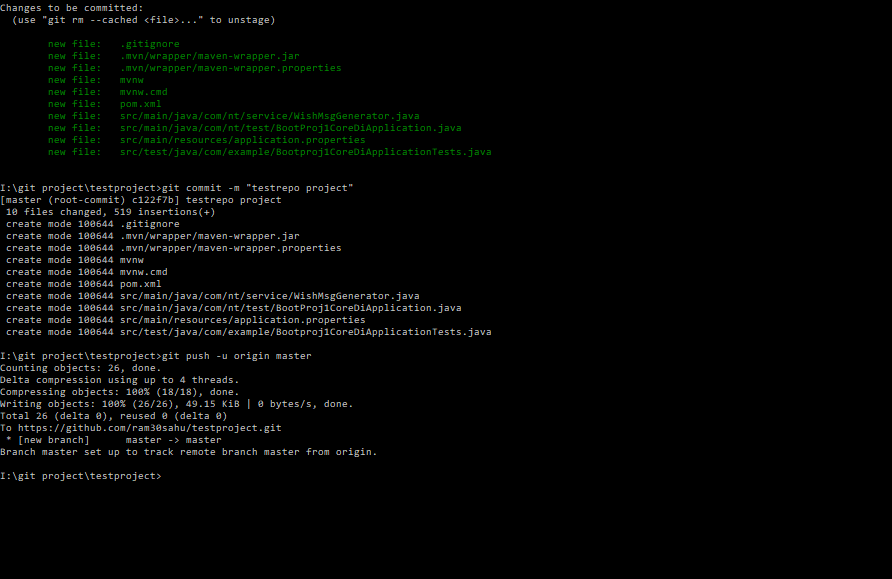 Changes to be committed:
  (use "git rm --cached <file>..." to unstage)
        new file:   .gitignore
        new file:   .mvn/wrapper/maven-wrapper.jar
        new file:   .mvn/wrapper/maven-wrapper.properties
        new file:   mvnw
        new file:   mvnw.cmd
        new file:   pom.xml
        new file:   src/main/java/com/nt/service/WishMsgGenerator.java
        new file:   src/main/java/com/nt/test/BootProj1CoreDiApplication.java
        new file:   src/main/resources/application.properties
        new file:   src/test/java/com/example/Bootproj1CoreDiApplicationTests.java
I:\git project\testproject>git commit -m "testrepo project"
[master (root-commit) c122f7b] testrepo project
 10 files changed, 519 insertions(+)
 create mode 100644 .gitignore
 create mode 100644 .mvn/wrapper/maven-wrapper.jar
 create mode 100644 .mvn/wrapper/maven-wrapper.properties
 create mode 100644 mvnw
 create mode 100644 mvnw.cmd
 create mode 100644 pom.xml
 create mode 100644 src/main/java/com/nt/service/WishMsgGenerator.java
 create mode 100644 src/main/java/com/nt/test/BootProj1CoreDiApplication.java
 create mode 100644 src/main/resources/application.properties
 create mode 100644 src/test/java/com/example/Bootproj1CoreDiApplicationTests.java
I:\git project\testproject>git push -u origin master
Counting objects: 26, done.
Delta compression using up to 4 threads.
Compressing objects: 100% (18/18), done.
Writing objects: 100% (26/26), 49.15 KiB | 0 bytes/s, done.
Total 26 (delta 0), reused 0 (delta 0)
To https://github.com/ram30sahu/testproject.git
 * [new branch]      master -> master
Branch master set up to track remote branch master from origin.
I:\git project\testproject>